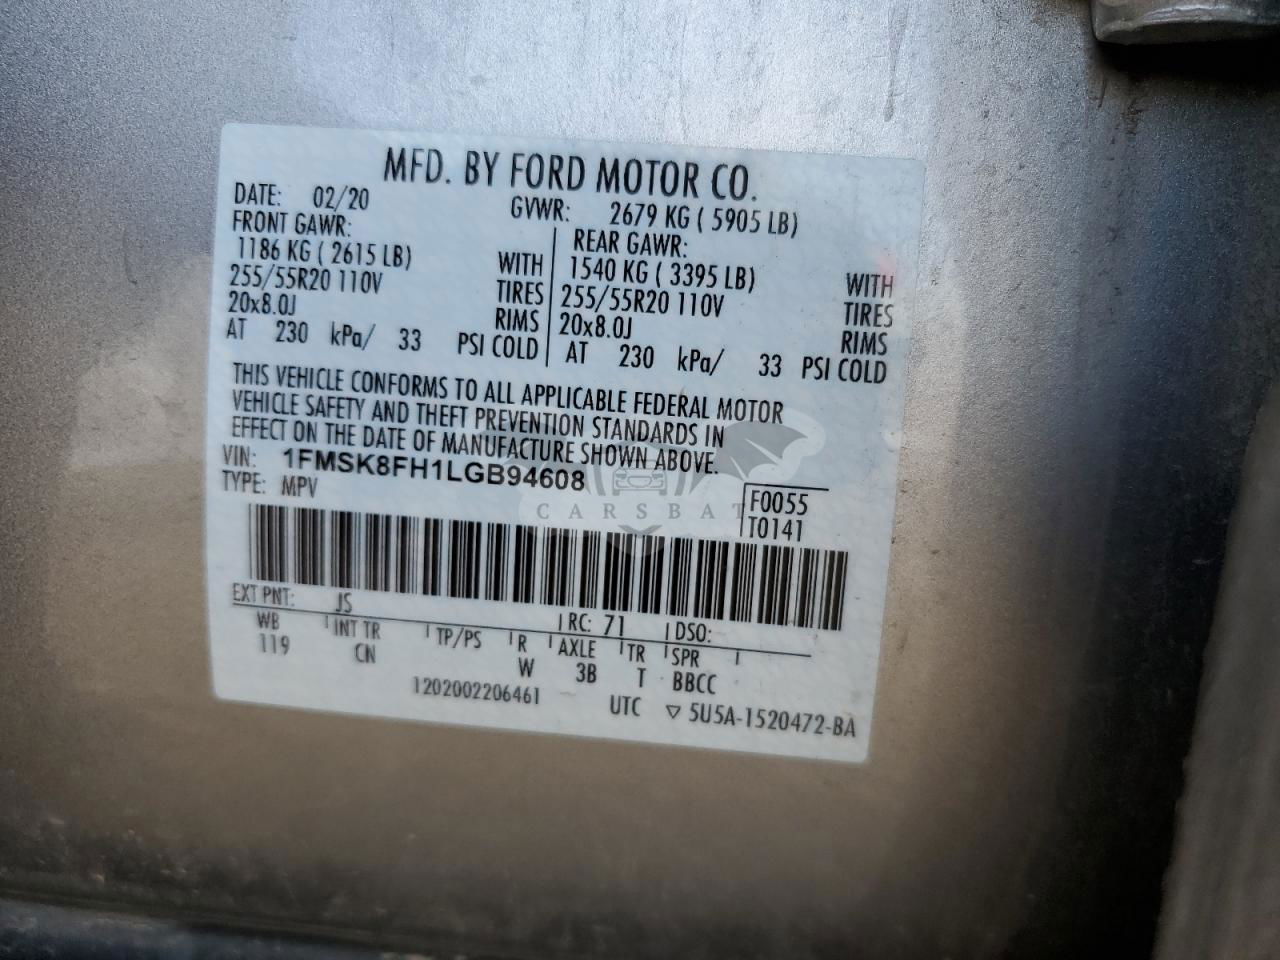 MFD. BY FORD MOTOR CO.
DATE: 02/20 GVWR: 2679 KG ( 5905 LB)
FRONT GAWR: REAR GAWR:
1186 KG ( 2615 LB) WITH 1540 KG ( 3395 LB) WITH
255/55R20 110V TIRES 255/55R20 110V TIRES
20x8.0J RIMS 20x8.0J RIMS
AT 230 kPa/ 33 PSI COLD AT 230 kPa/ 33 PSI COLD
THIS VEHICLE CONFORMS TO ALL APPLICABLE FEDERAL MOTOR
VEHICLE SAFETY AND THEFT PREVENTION STANDARDS IN
EFFECT ON THE DATE OF MANUFACTURE SHOWN ABOVE.
VIN: 1FMSK8FH1LGB94608
TYPE: MPV
F0055
T0141
CARSBAT
EXT PNT: JS RC: 71 DSO:
WB INT TR TP/PS R AXLE TR SPR
119 CN W 3B T BBCC
1202002206461 UTC ▽ 5U5A-1520472-BA